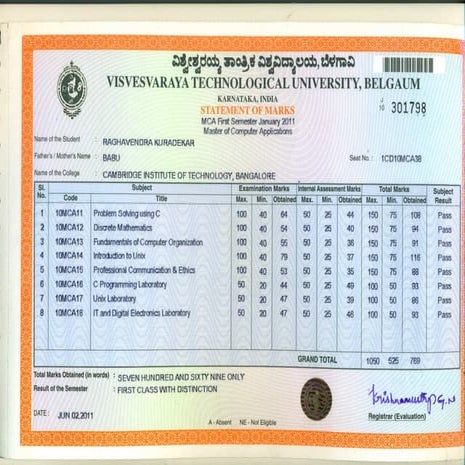 ವಿಶ್ವೇಶ್ವರಯ್ಯ ತಾಂತ್ರಿಕ ವಿಶ್ವವಿದ್ಯಾಲಯ, ಬೆಳಗಾವಿ
VISVESVARAYA TECHNOLOGICAL UNIVERSITY, BELGAUM
KARNATAKA, INDIA
STATEMENT OF MARKS
J 10 301798
MCA First Semester January 2011
Master of Computer Applications
Name of the Student : RAGHAVENDRA KURADEKAR
Father's / Mother's Name : BABU Seat No. : 1CD10MCA38
Name of the College : CAMBRIDGE INSTITUTE OF TECHNOLOGY, BANGALORE
Sl. No. Subject Examination Marks Internal Assessment Marks Total Marks Subject Result
Code Title Max. Min. Obtained Max. Min. Obtained Max. Min. Obtained
1 10MCA11 Problem Solving using C 100 40 64 50 25 44 150 75 108 Pass
2 10MCA12 Discrete Mathematics 100 40 54 50 25 40 150 75 94 Pass
3 10MCA13 Fundamentals of Computer Organization 100 40 55 50 25 36 150 75 91 Pass
4 10MCA14 Introduction to Unix 100 40 79 50 25 37 150 75 116 Pass
5 10MCA15 Professional Communication & Ethics 100 40 53 50 25 35 150 75 88 Pass
6 10MCA16 C Programming Laboratory 50 20 44 50 25 49 100 50 93 Pass
7 10MCA17 Unix Laboratory 50 20 47 50 25 39 100 50 86 Pass
8 10MCA18 IT and Digital Electronics Laboratory 50 20 47 50 25 46 100 50 93 Pass
GRAND TOTAL 1050 525 769
Total Marks Obtained (in words) : SEVEN HUNDRED AND SIXTY NINE ONLY
Result of the Semester : FIRST CLASS WITH DISTINCTION
DATE : JUN 02,2011
A - Absent NE - Not Eligible
Registrar (Evaluation)